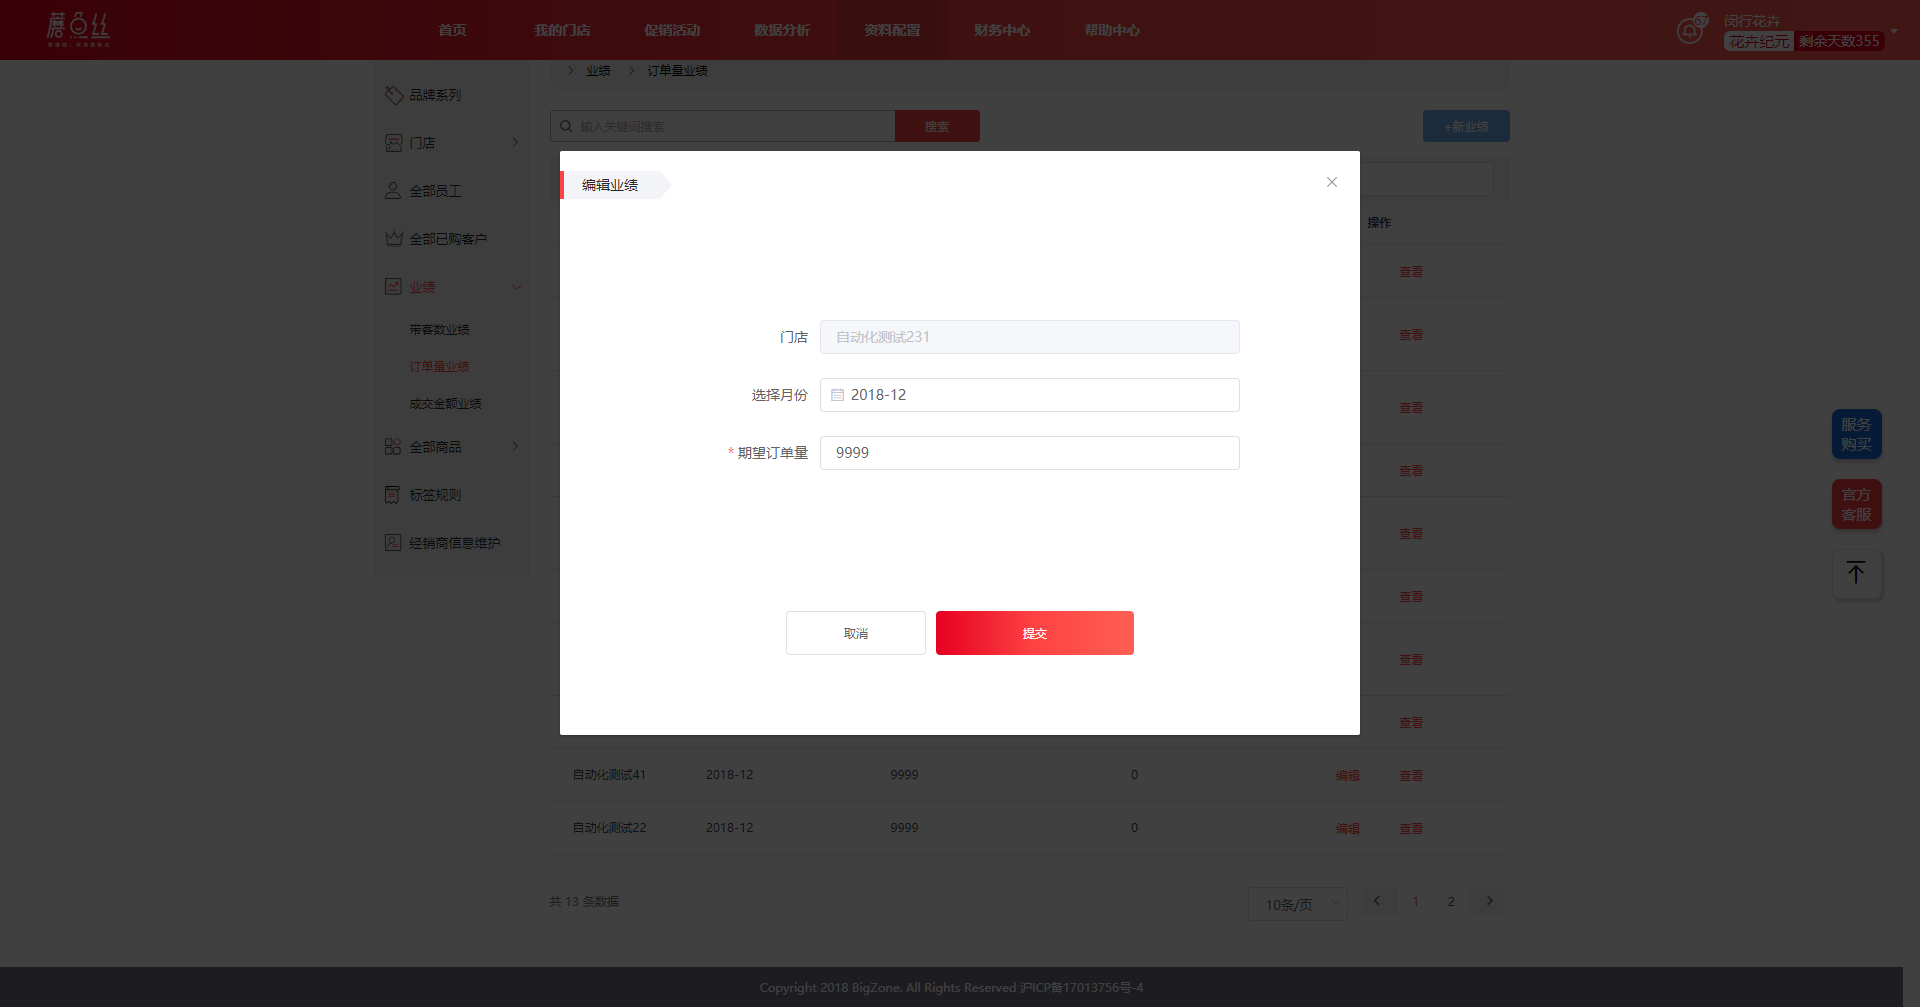 蘑点丝
首页
我的门店
促销活动
数据分析
资料配置
财务中心
帮助中心
67
闵行花卉
花卉纪元 剩余天数355
业绩
订单量业绩
品牌系列
门店
全部员工
全部已购客户
业绩
带客数业绩
订单量业绩
成交金额业绩
全部商品
标签规则
经销商信息维护
输入关键词搜索
搜索
+新业绩
操作
查看
查看
查看
查看
查看
查看
查看
查看
编辑业绩
门店 自动化测试231
选择月份 2018-12
* 期望订单量 9999
取消
提交
自动化测试41 2018-12 9999 0 编辑 查看
自动化测试22 2018-12 9999 0 编辑 查看
共 13 条数据
10条/页
1
2
服务
购买
官方
客服
Copyright 2018 BigZone. All Rights Reserved 沪ICP备17013756号-4